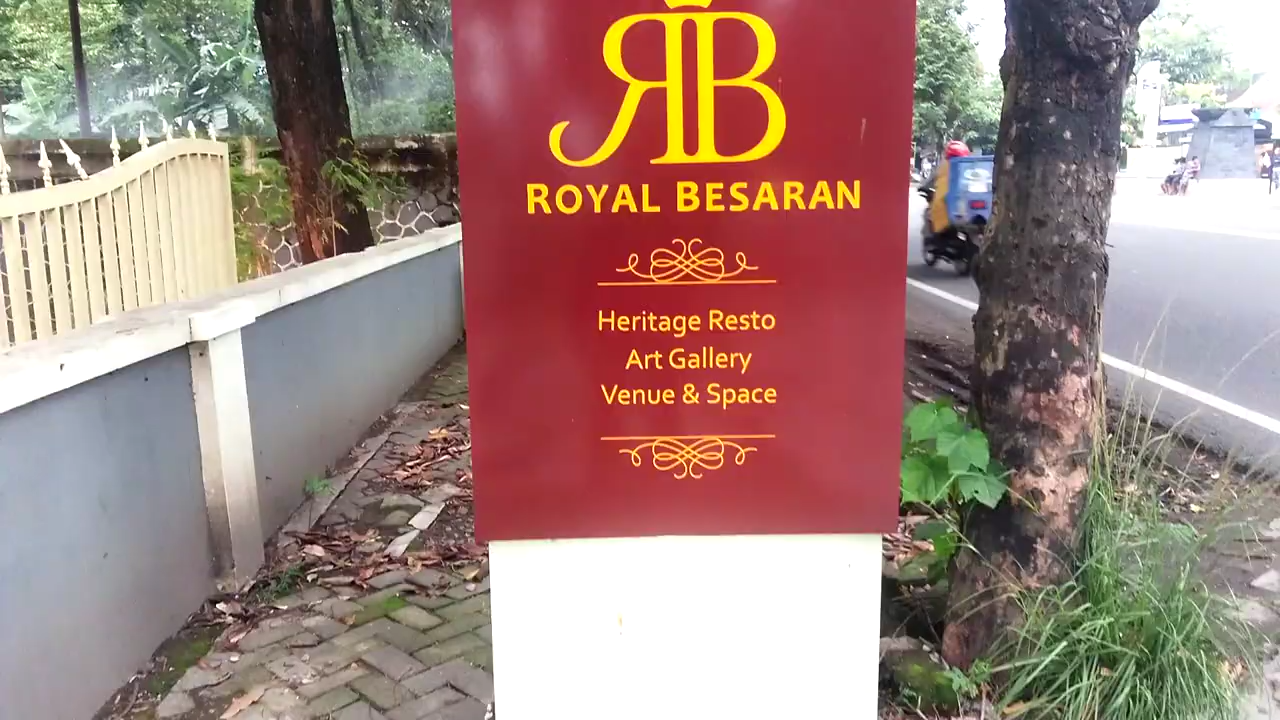 RB
ROYAL BESARAN
Heritage Resto
Art Gallery
Venue & Space